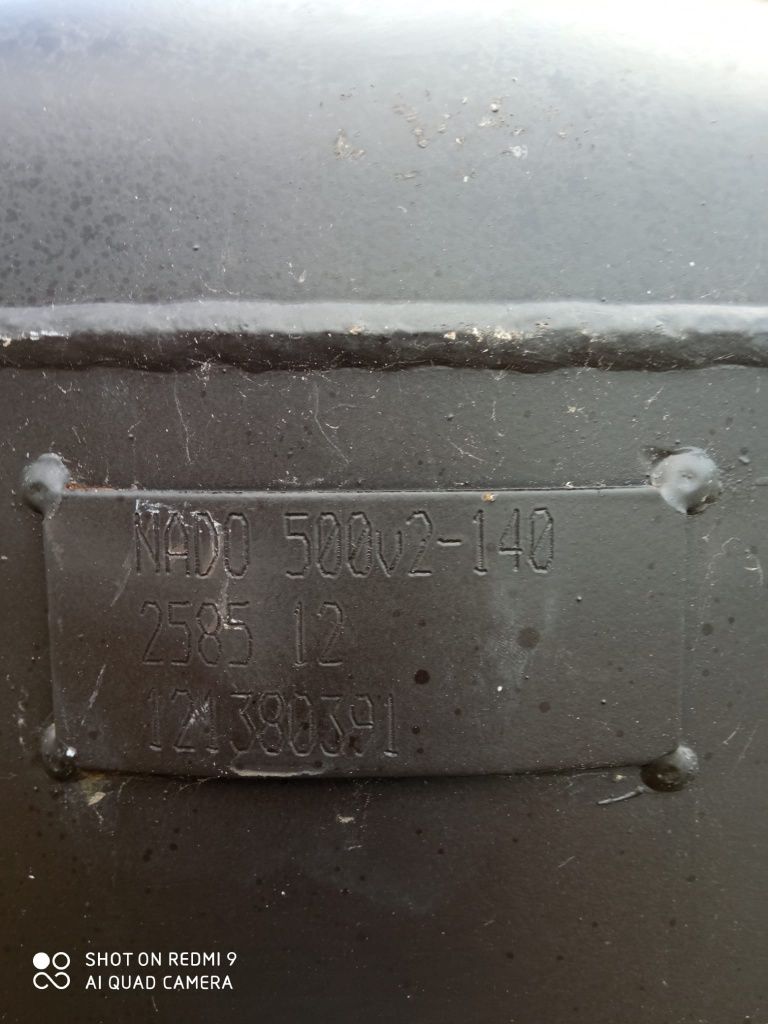 NADO 500v2-140
2585 12
121380391
SHOT ON REDMI 9
AI QUAD CAMERA